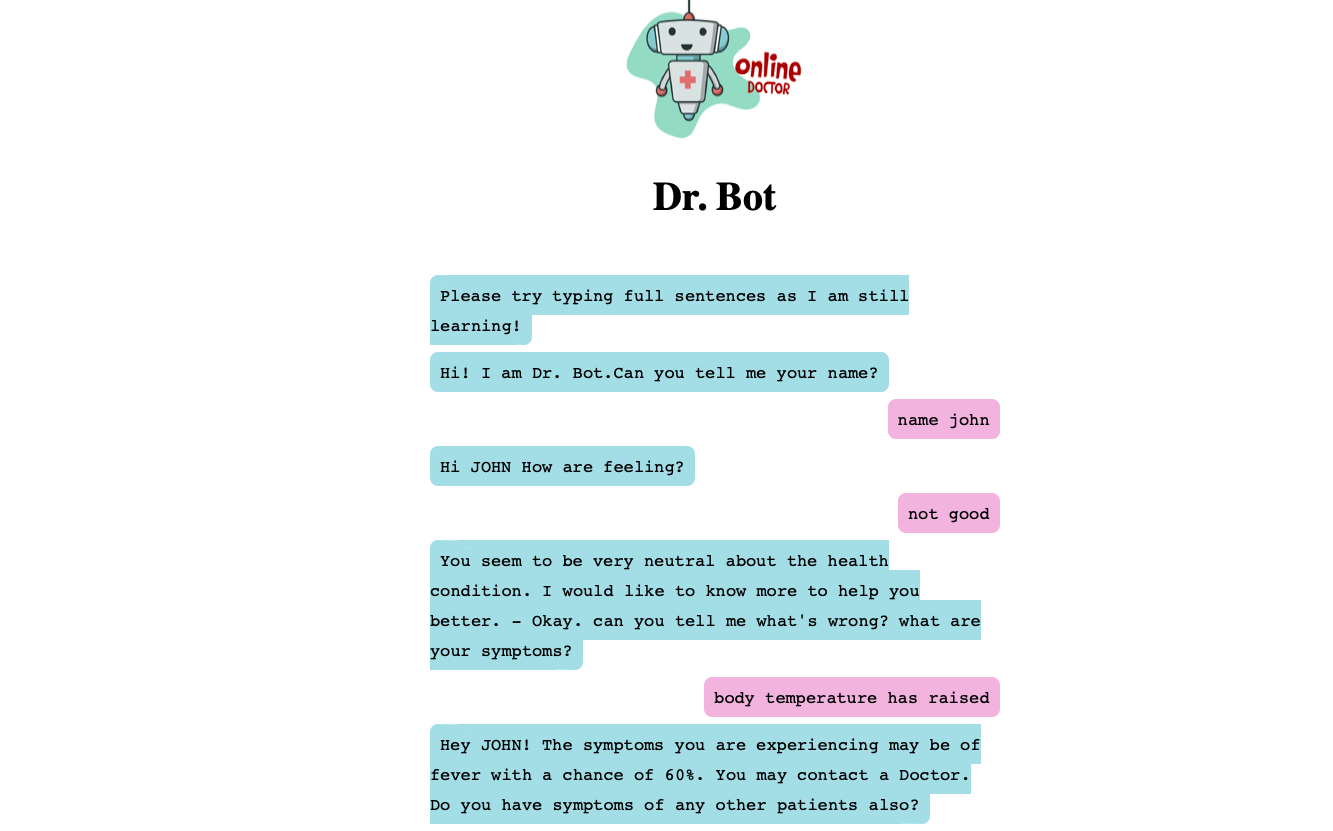 online
DOCTOR
Dr. Bot
Please try typing full sentences as I am still
learning!
Hi! I am Dr. Bot.Can you tell me your name?
name john
Hi JOHN How are feeling?
not good
You seem to be very neutral about the health
condition. I would like to know more to help you
better. – Okay. can you tell me what's wrong? what are
your symptoms?
body temperature has raised
Hey JOHN! The symptoms you are experiencing may be of
fever with a chance of 60%. You may contact a Doctor.
Do you have symptoms of any other patients also?